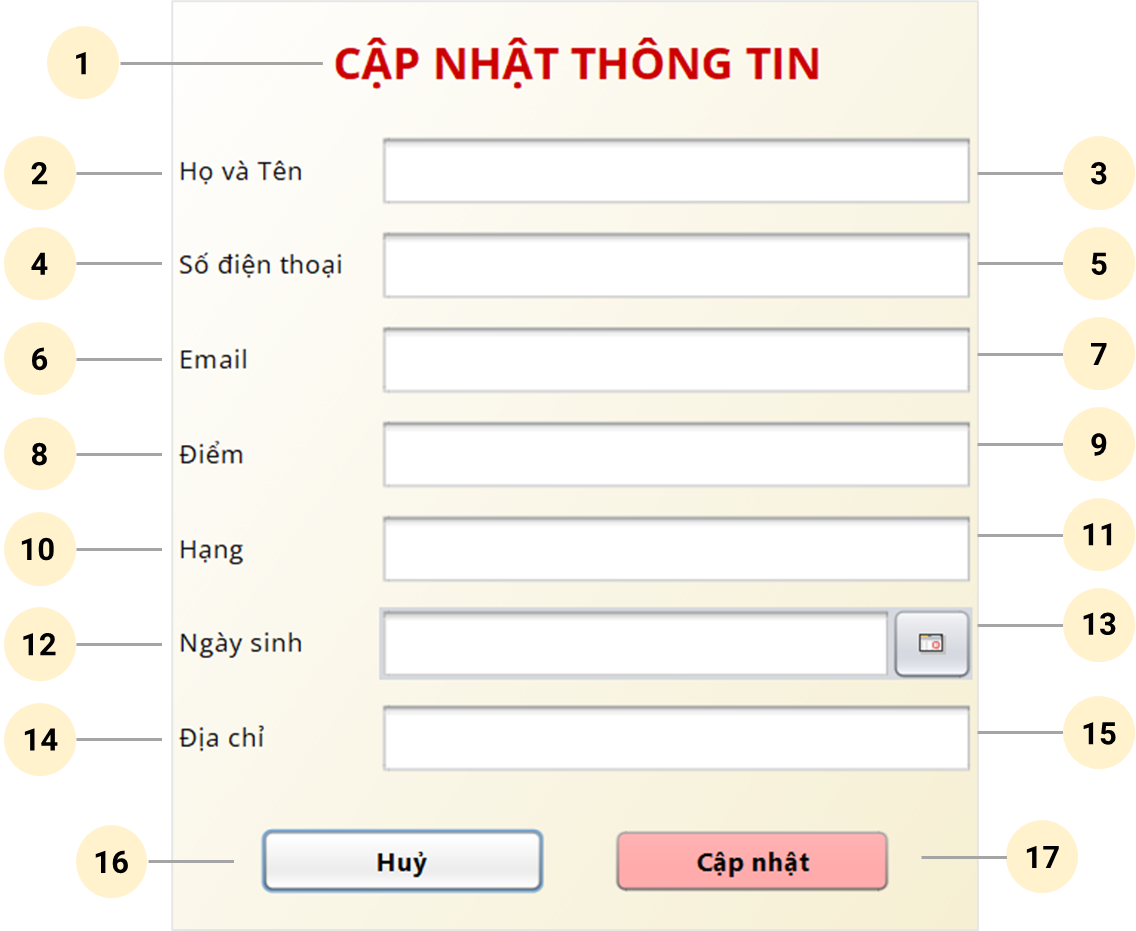 1 CẬP NHẬT THÔNG TIN
2 Họ và Tên 3
4 Số điện thoại 5
6 Email 7
8 Điểm 9
10 Hạng 11
12 Ngày sinh 13
14 Địa chỉ 15
16 Huỷ Cập nhật 17